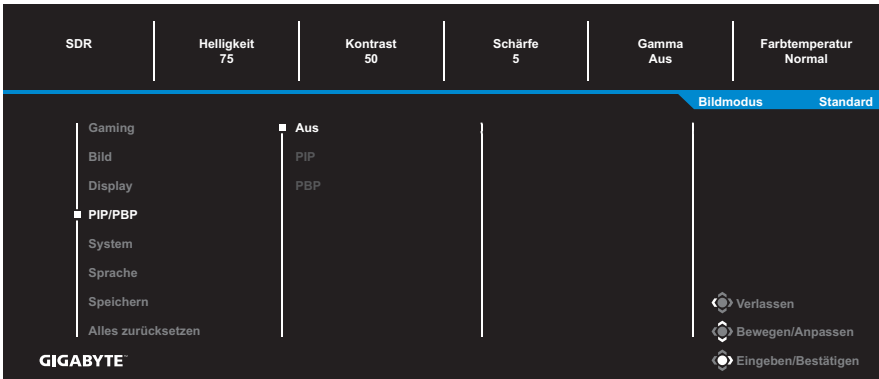 SDR
Helligkeit
75
Kontrast
50
Schärfe
5
Gamma
Aus
Farbtemperatur
Normal
Bildmodus Standard
Gaming
Bild
Display
PIP/PBP
System
Sprache
Speichern
Alles zurücksetzen
Aus
PIP
PBP
Verlassen
Bewegen/Anpassen
Eingeben/Bestätigen
GIGABYTE™